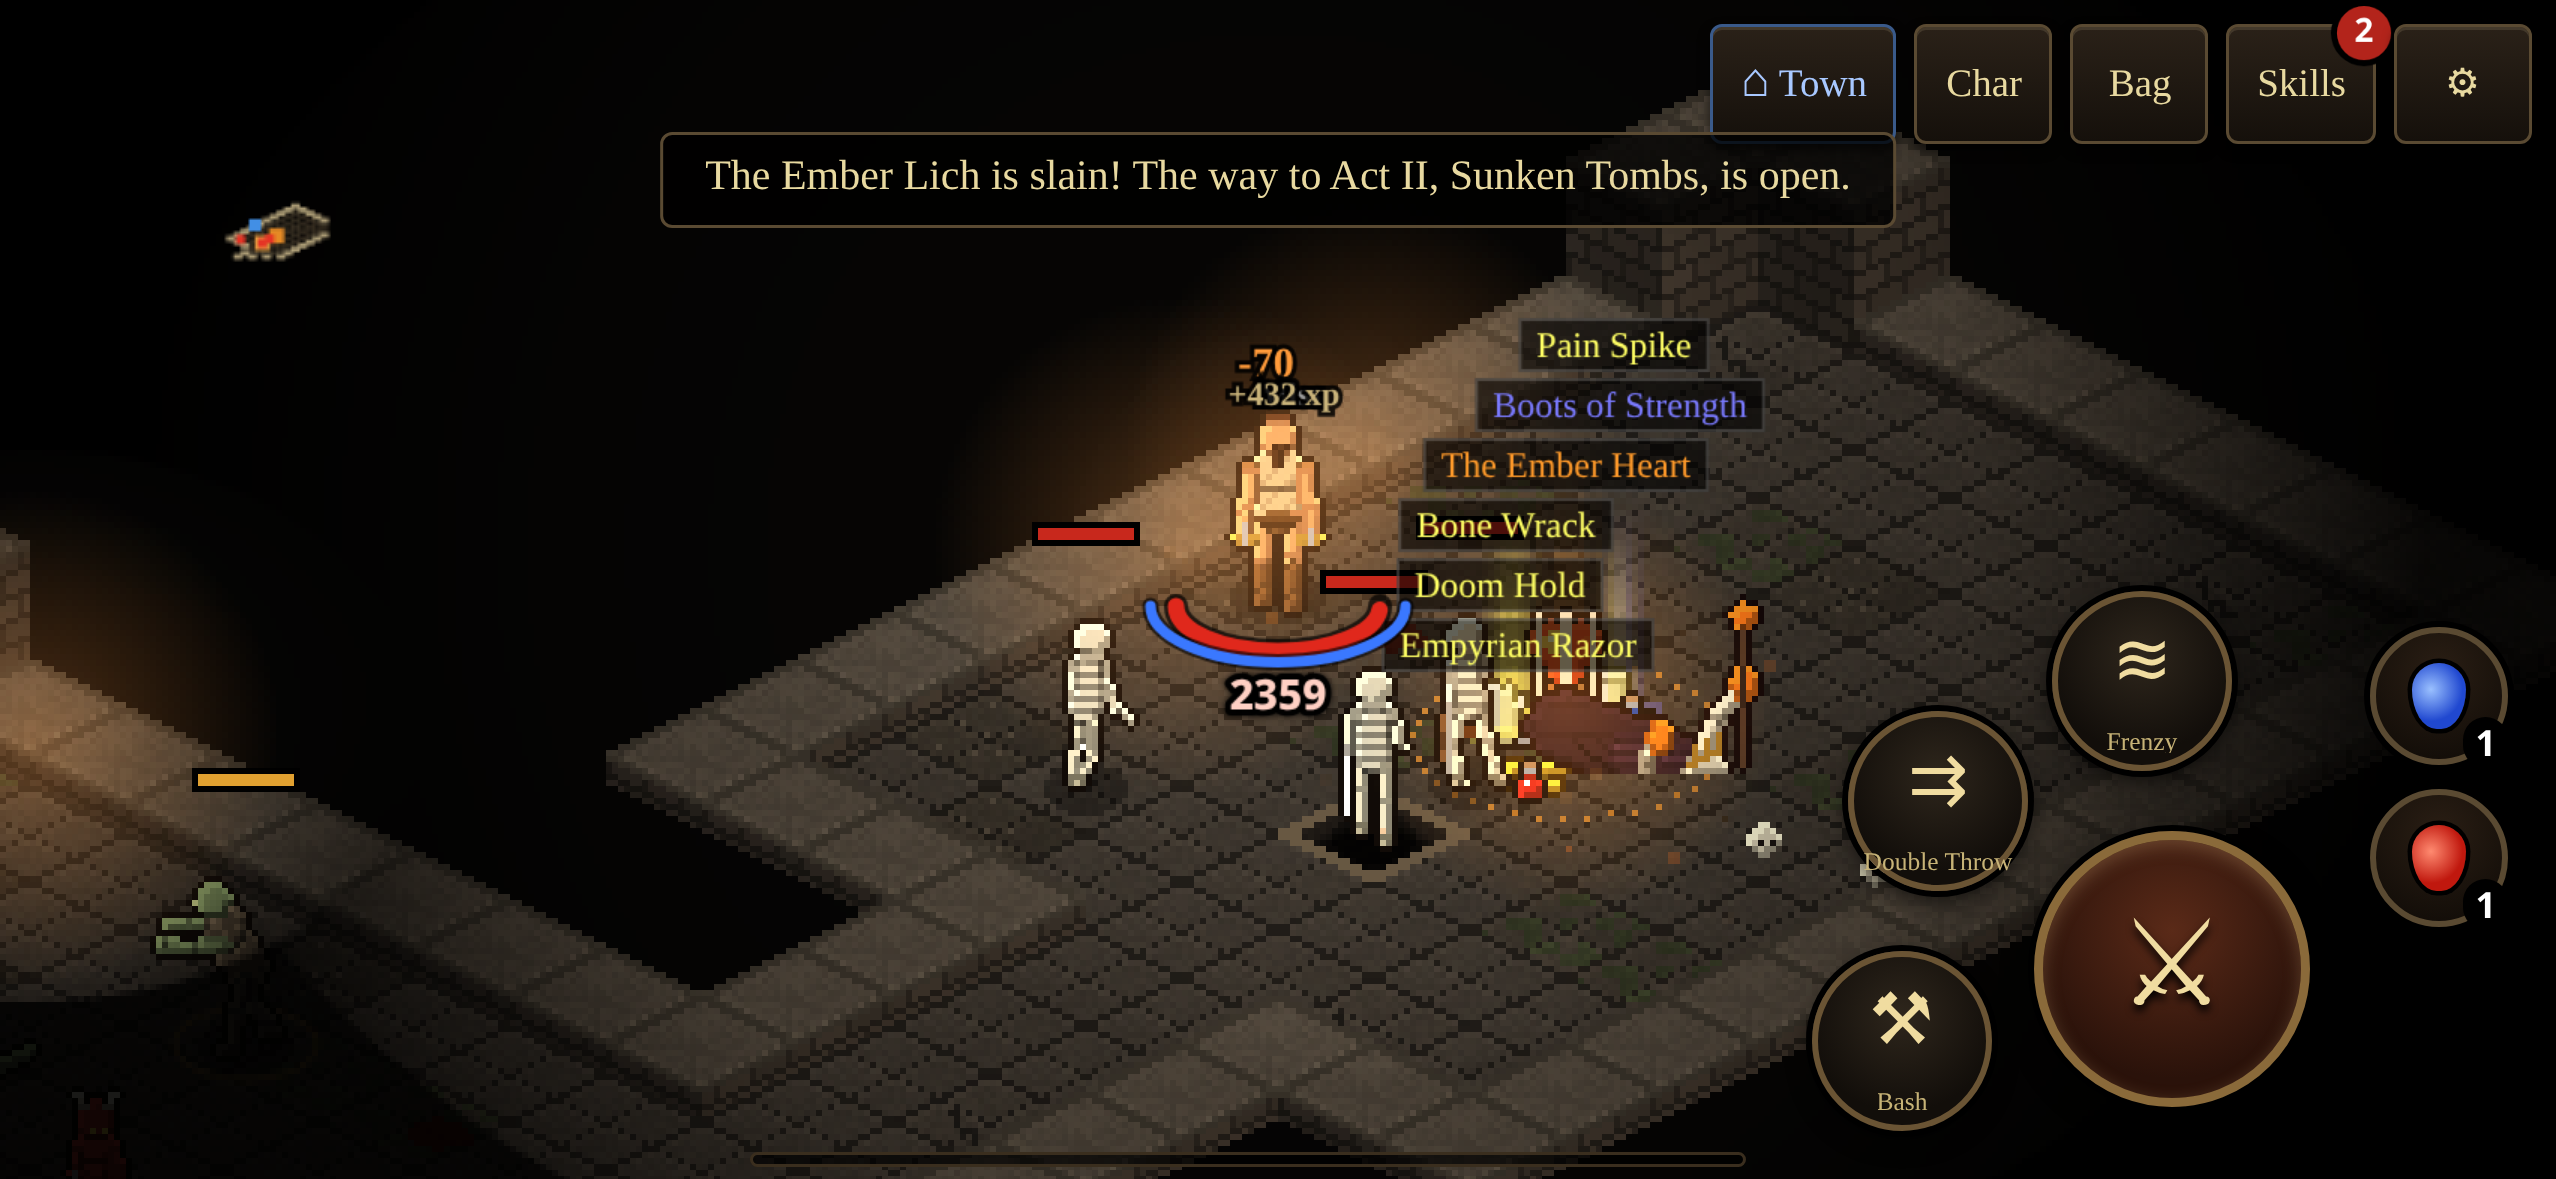 2
Town
Char
Bag
Skills
The Ember Lich is slain! The way to Act II, Sunken Tombs, is open.
Pain Spike
-70
+432 xp
Boots of Strength
The Ember Heart
Bone Wrack
Doom Hold
Empyrian Razor
2359
Frenzy
1
Double Throw
1
Bash